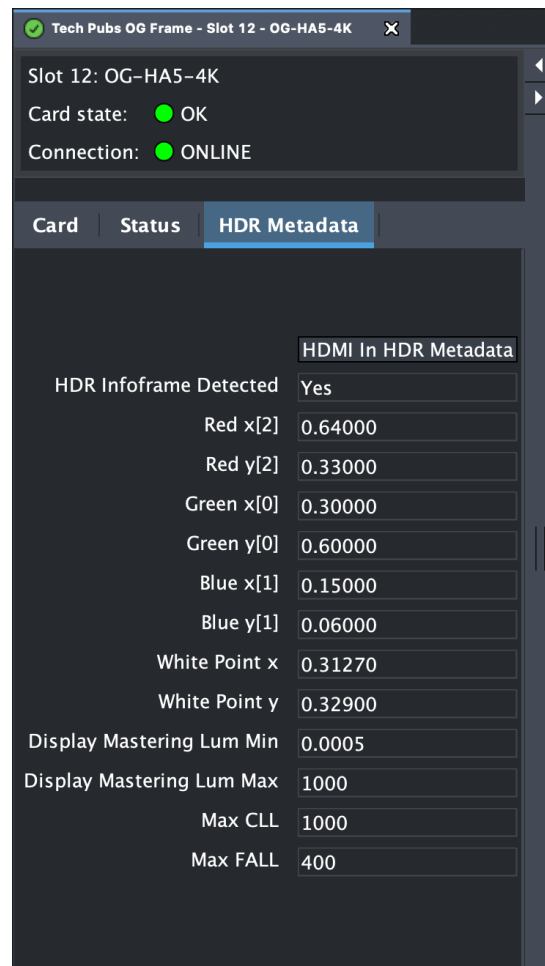 Tech Pubs OG Frame - Slot 12 - OG-HA5-4K X
Slot 12: OG-HA5-4K
Card state: OK
Connection: ONLINE
Card Status HDR Metadata
HDMI In HDR Metadata
HDR Infoframe Detected Yes
Red x[2] 0.64000
Red y[2] 0.33000
Green x[0] 0.30000
Green y[0] 0.60000
Blue x[1] 0.15000
Blue y[1] 0.06000
White Point x 0.31270
White Point y 0.32900
Display Mastering Lum Min 0.0005
Display Mastering Lum Max 1000
Max CLL 1000
Max FALL 400